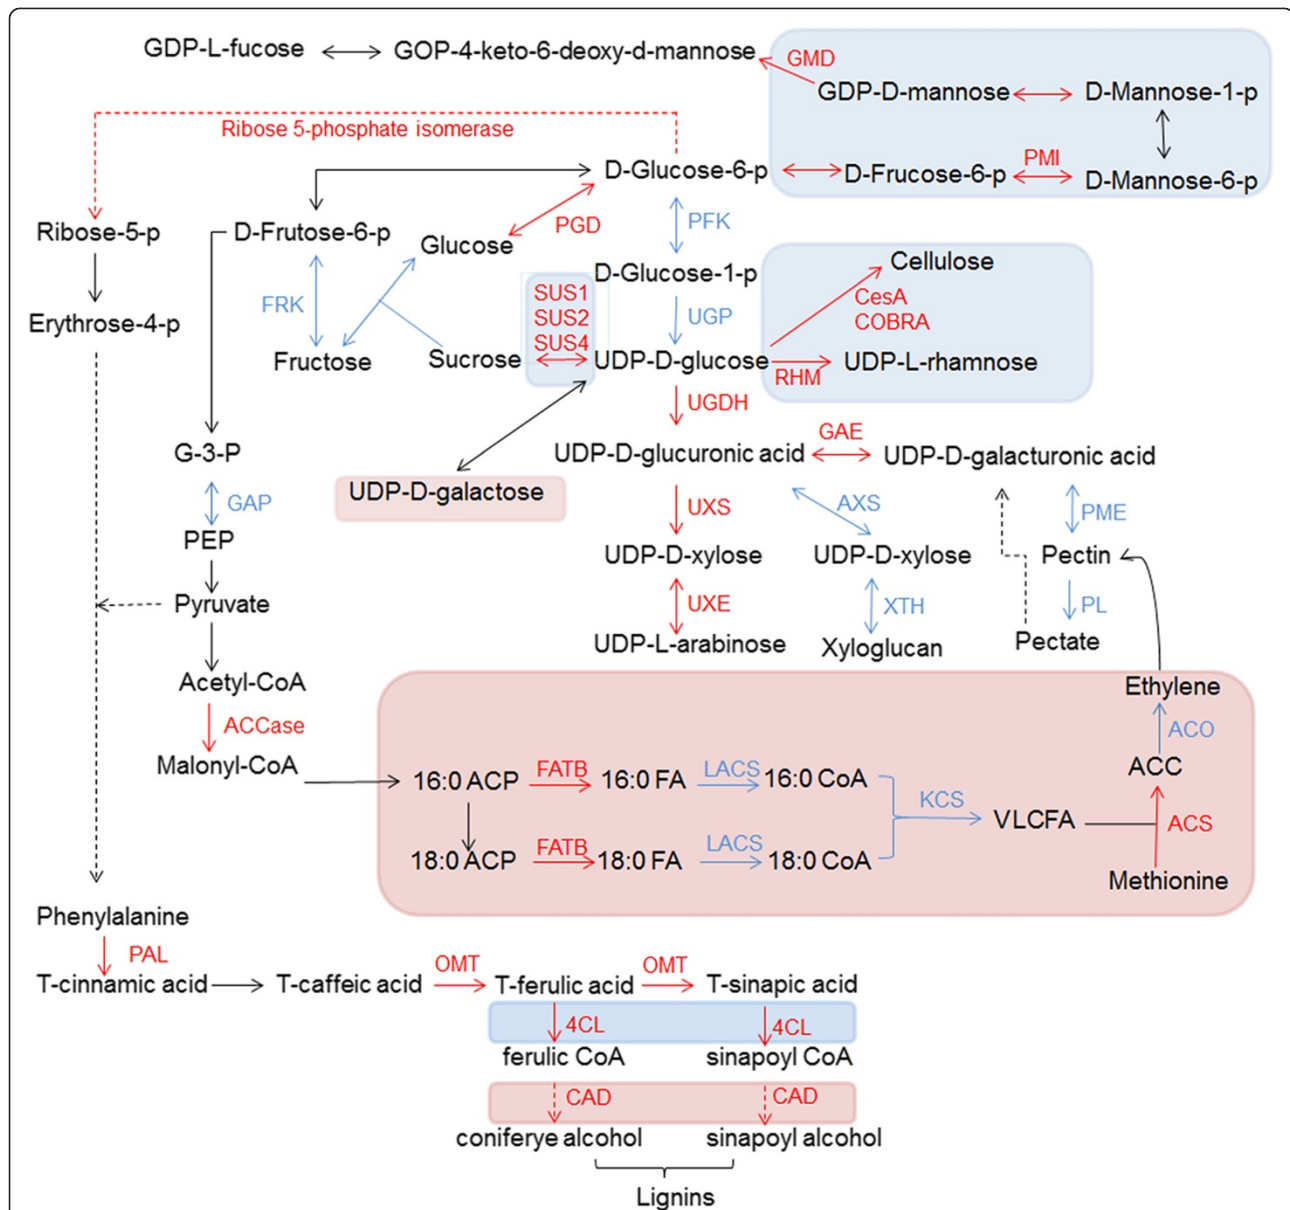 GDP-L-fucose
GOP-4-keto-6-deoxy-d-mannose
GMD
GDP-D-mannose
D-Mannose-1-p
Ribose 5-phosphate isomerase
D-Glucose-6-p
D-Frucose-6-p
PMI
D-Mannose-6-p
Ribose-5-p
D-Frutose-6-p
Glucose
PGD
PFK
D-Glucose-1-p
Cellulose
CesA
COBRA
Erythrose-4-p
FRK
SUS1
SUS2
SUS4
UGP
Fructose
Sucrose
UDP-D-glucose
RHM
UDP-L-rhamnose
UGDH
G-3-P
UDP-D-glucuronic acid
GAE
UDP-D-galacturonic acid
UDP-D-galactose
GAP
UXS
AXS
PME
PEP
UDP-D-xylose
UDP-D-xylose
Pectin
Pyruvate
UXE
XTH
PL
UDP-L-arabinose
Xyloglucan
Pectate
Acetyl-CoA
Ethylene
ACCase
ACO
Malonyl-CoA
16:0 ACP
FATB
16:0 FA
LACS
16:0 CoA
ACC
KCS
VLCFA
ACS
18:0 ACP
FATB
18:0 FA
LACS
18:0 CoA
Methionine
Phenylalanine
PAL
T-cinnamic acid
T-caffeic acid
OMT
T-ferulic acid
OMT
T-sinapic acid
4CL
4CL
ferulic CoA
sinapoyl CoA
CAD
CAD
coniferye alcohol
sinapoyl alcohol
Lignins